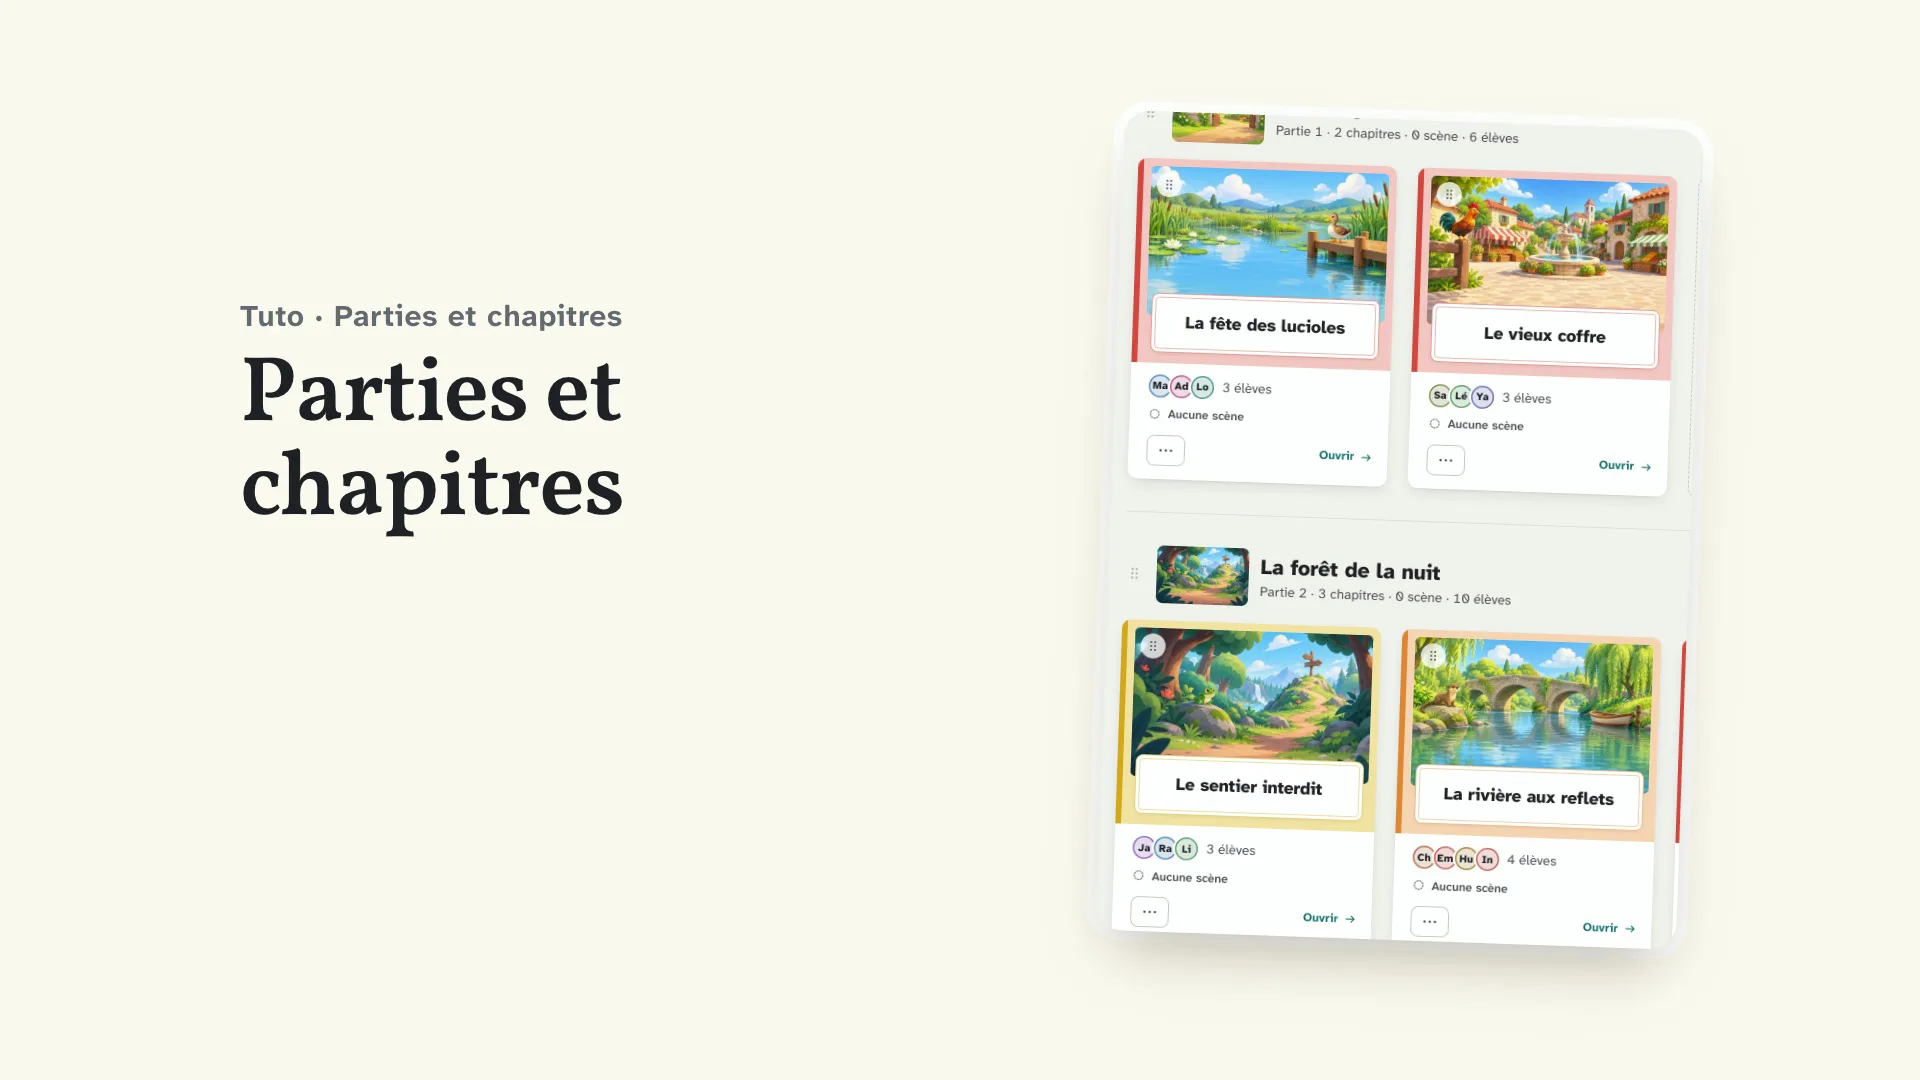 Tuto · Parties et chapitres
Parties et
chapitres
Partie 1 · 2 chapitres · 0 scène · 6 élèves
La fête des lucioles
Ma Ad Lo 3 élèves
Aucune scène
Ouvrir →
Le vieux coffre
Sa Lé Ya 3 élèves
Aucune scène
Ouvrir →
La forêt de la nuit
Partie 2 · 3 chapitres · 0 scène · 10 élèves
Le sentier interdit
Ja Ra Li 3 élèves
Aucune scène
Ouvrir →
La rivière aux reflets
Ch Em Hu In 4 élèves
Aucune scène
Ouvrir →